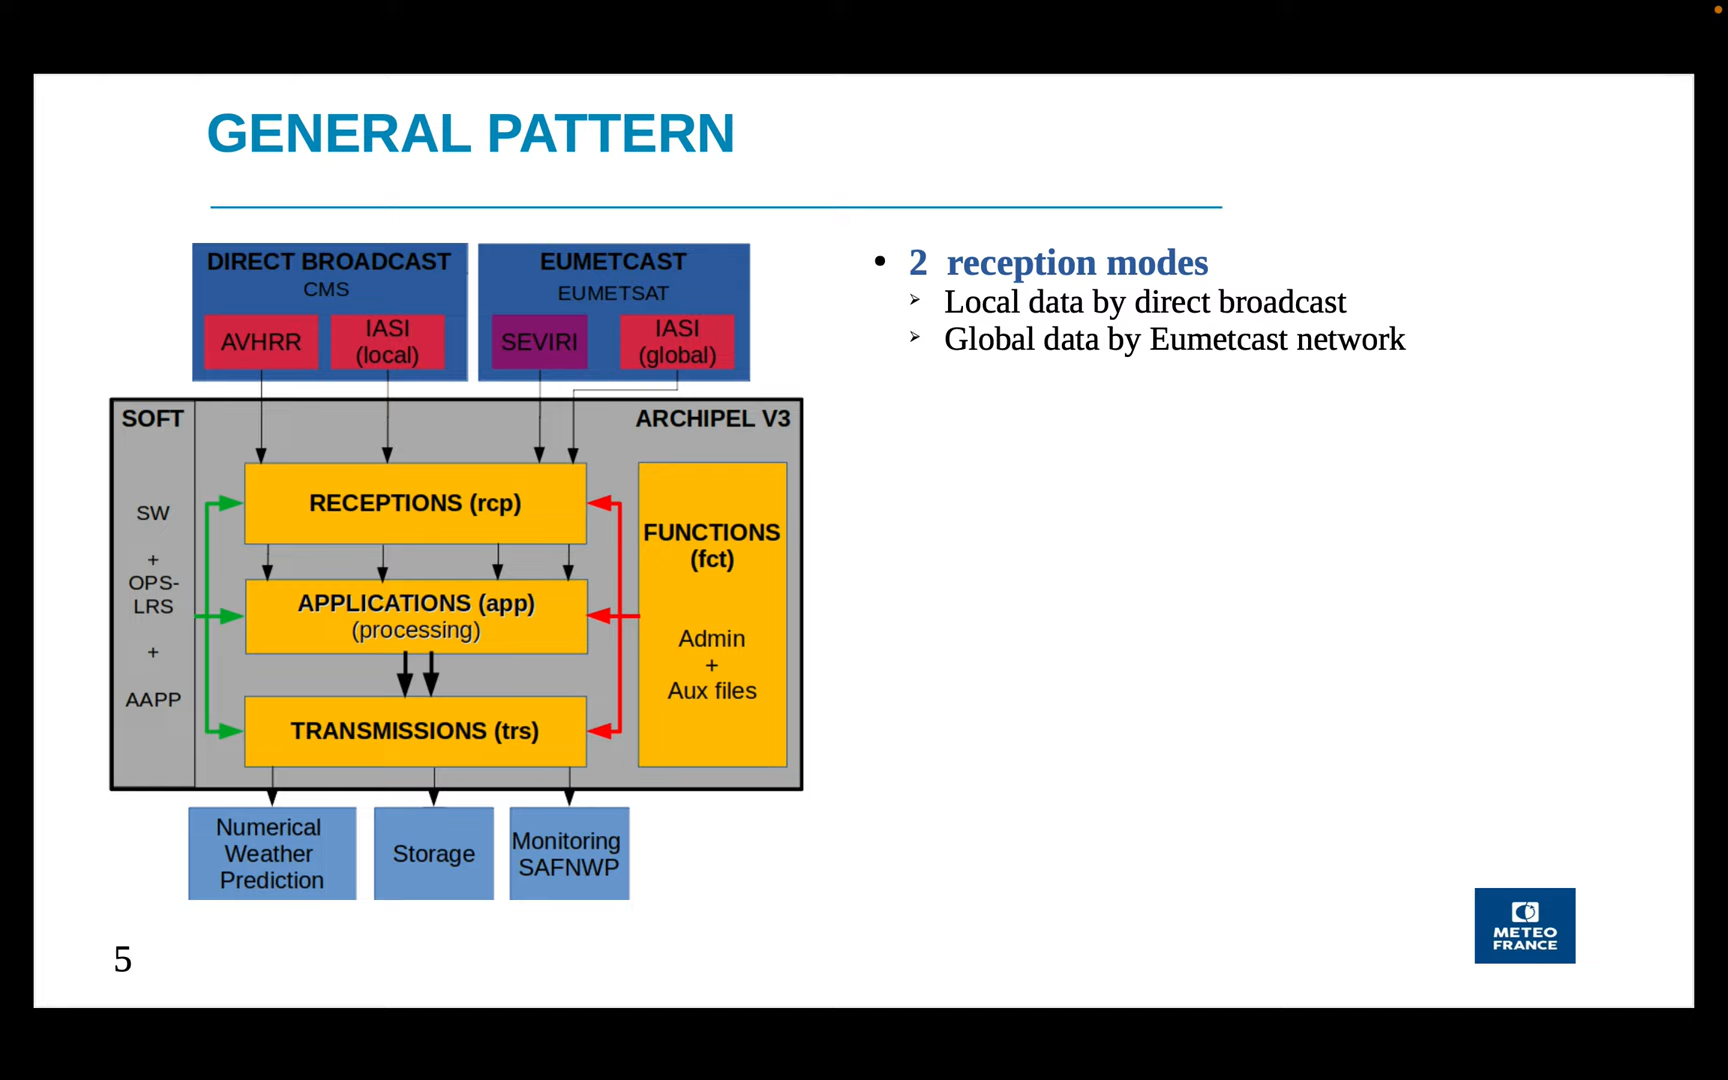 GENERAL PATTERN
DIRECT BROADCAST
CMS
AVHRR
IASI
(local)
EUMETCAST
EUMETSAT
SEVIRI
IASI
(global)
• 2 reception modes
➢ Local data by direct broadcast
➢ Global data by Eumetcast network
SOFT
ARCHIPEL V3
SW
+
OPS-
LRS
+
AAPP
RECEPTIONS (rcp)
APPLICATIONS (app)
(processing)
TRANSMISSIONS (trs)
FUNCTIONS
(fct)
Admin
+
Aux files
Numerical
Weather
Prediction
Storage
Monitoring
SAFNWP
5
METEO
FRANCE